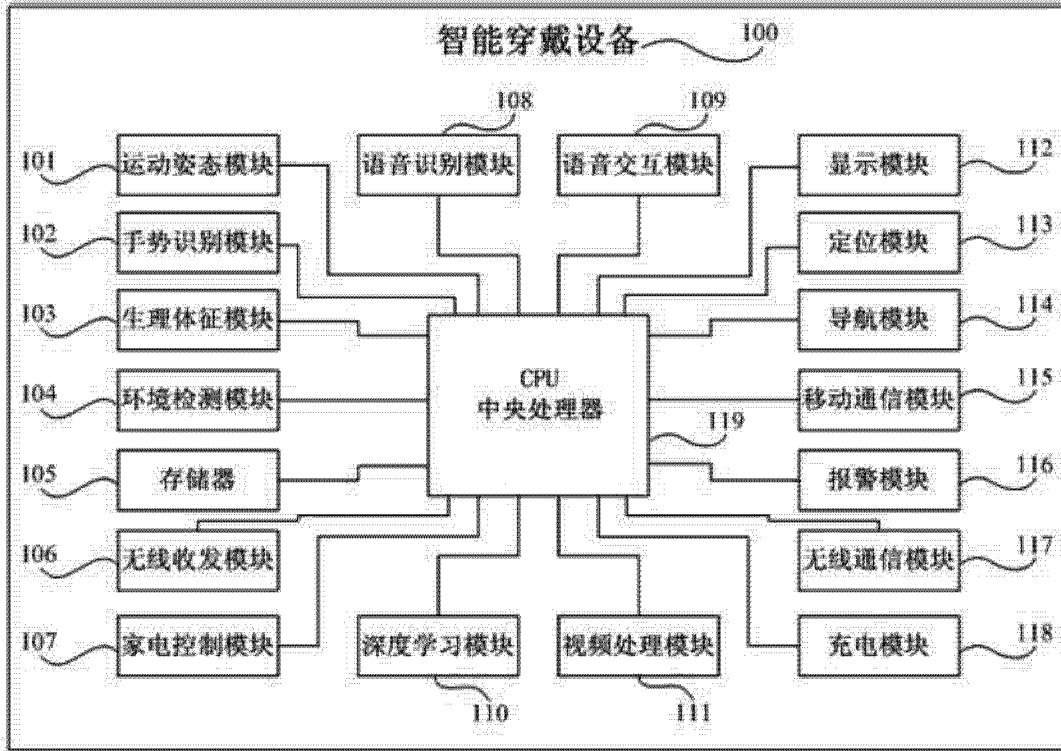 智能穿戴设备 100
108 109
101 运动姿态模块 语音识别模块 语音交互模块 显示模块 112
102 手势识别模块 定位模块 113
103 生理体征模块 导航模块 114
CPU
104 环境检测模块 中央处理器 移动通信模块 115
119
105 存储器 报警模块 116
106 无线收发模块 无线通信模块 117
107 家电控制模块 深度学习模块 视频处理模块 充电模块 118
110 111